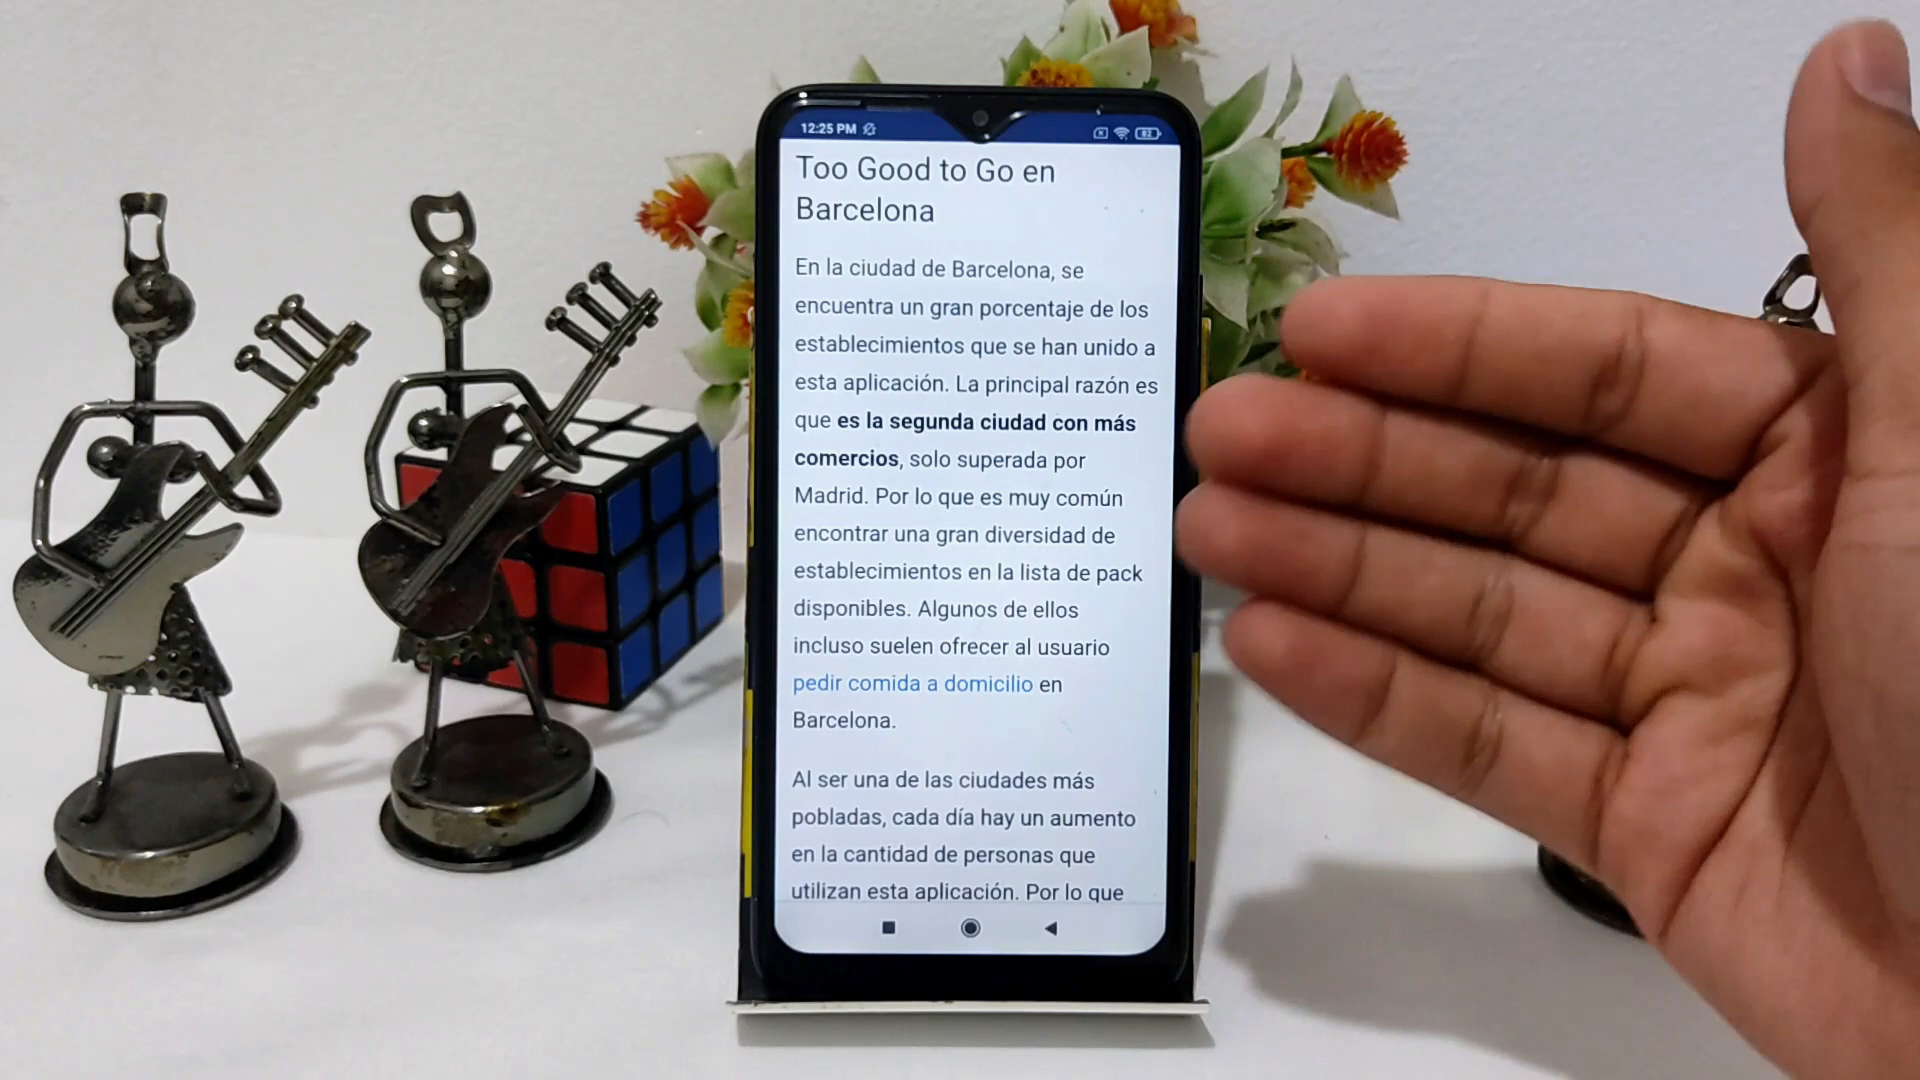 12:25 PM
82
Too Good to Go en
Barcelona
En la ciudad de Barcelona, se
encuentra un gran porcentaje de los
establecimientos que se han unido a
esta aplicación. La principal razón es
que es la segunda ciudad con más
comercios, solo superada por
Madrid. Por lo que es muy común
encontrar una gran diversidad de
establecimientos en la lista de pack
disponibles. Algunos de ellos
incluso suelen ofrecer al usuario
pedir comida a domicilio en
Barcelona.
Al ser una de las ciudades más
pobladas, cada día hay un aumento
en la cantidad de personas que
utilizan esta aplicación. Por lo que